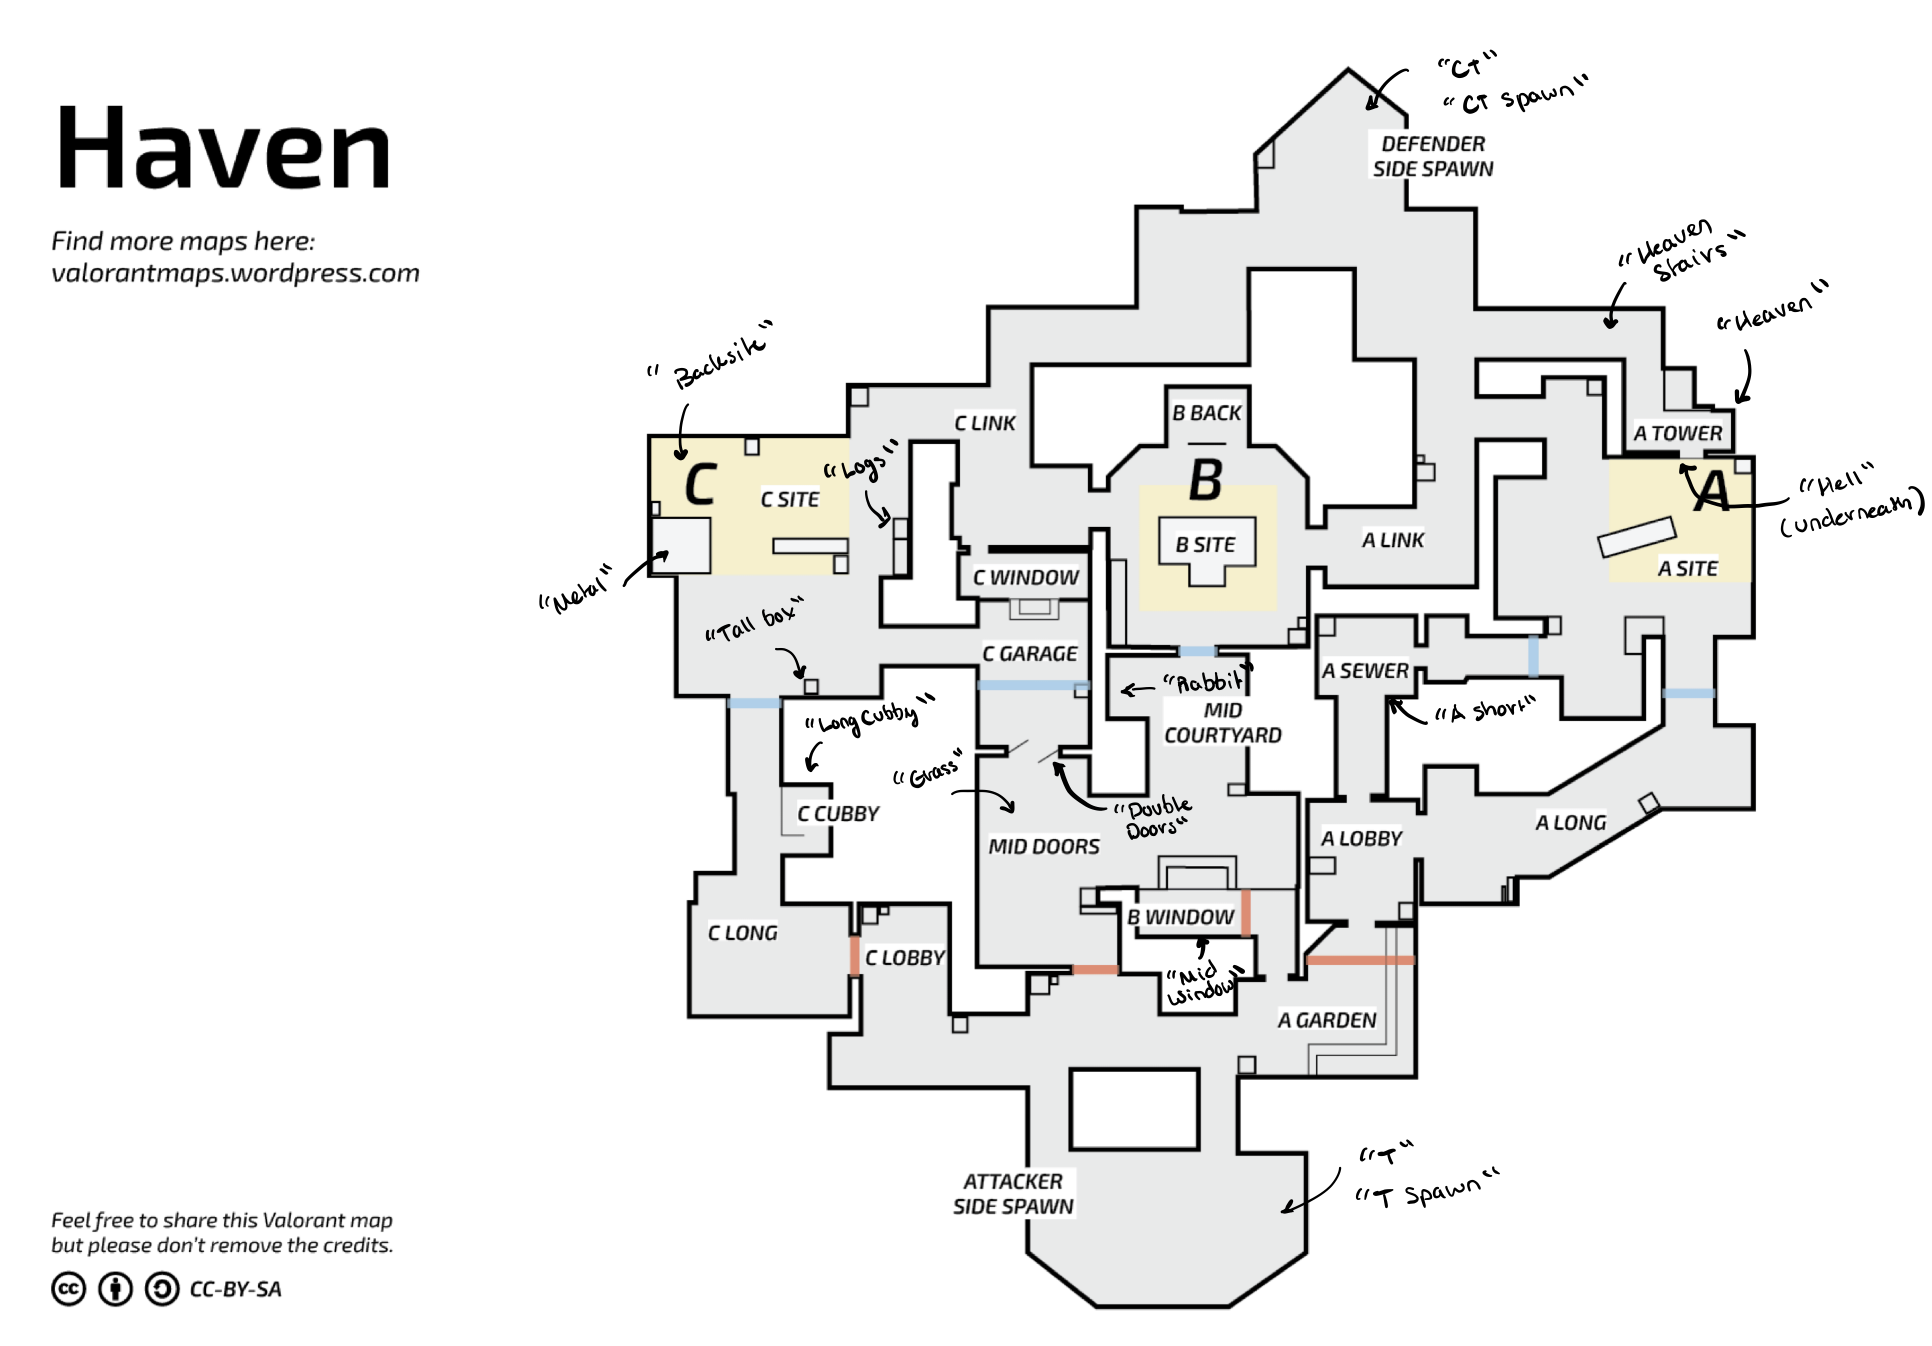 Haven
Find more maps here:
valorantmaps.wordpress.com
"CT"
"CT spawn"
DEFENDER
SIDE SPAWN
"Heaven
Stairs"
"Heaven"
"Backsite"
C LINK
B BACK
A TOWER
C
C SITE
"Logs"
B
B SITE
A LINK
A
A SITE
"Hell"
(underneath)
"Metal"
C WINDOW
"Tall box"
C GARAGE
"Rabbit"
MID
COURTYARD
A SEWER
"A short"
"Long Cubby"
"Grass"
"Double
Doors"
C CUBBY
MID DOORS
A LOBBY
A LONG
C LONG
C LOBBY
B WINDOW
"Mid
Window"
A GARDEN
ATTACKER
SIDE SPAWN
"T"
"T Spawn"
Feel free to share this Valorant map
but please don't remove the credits.
cc CC-BY-SA